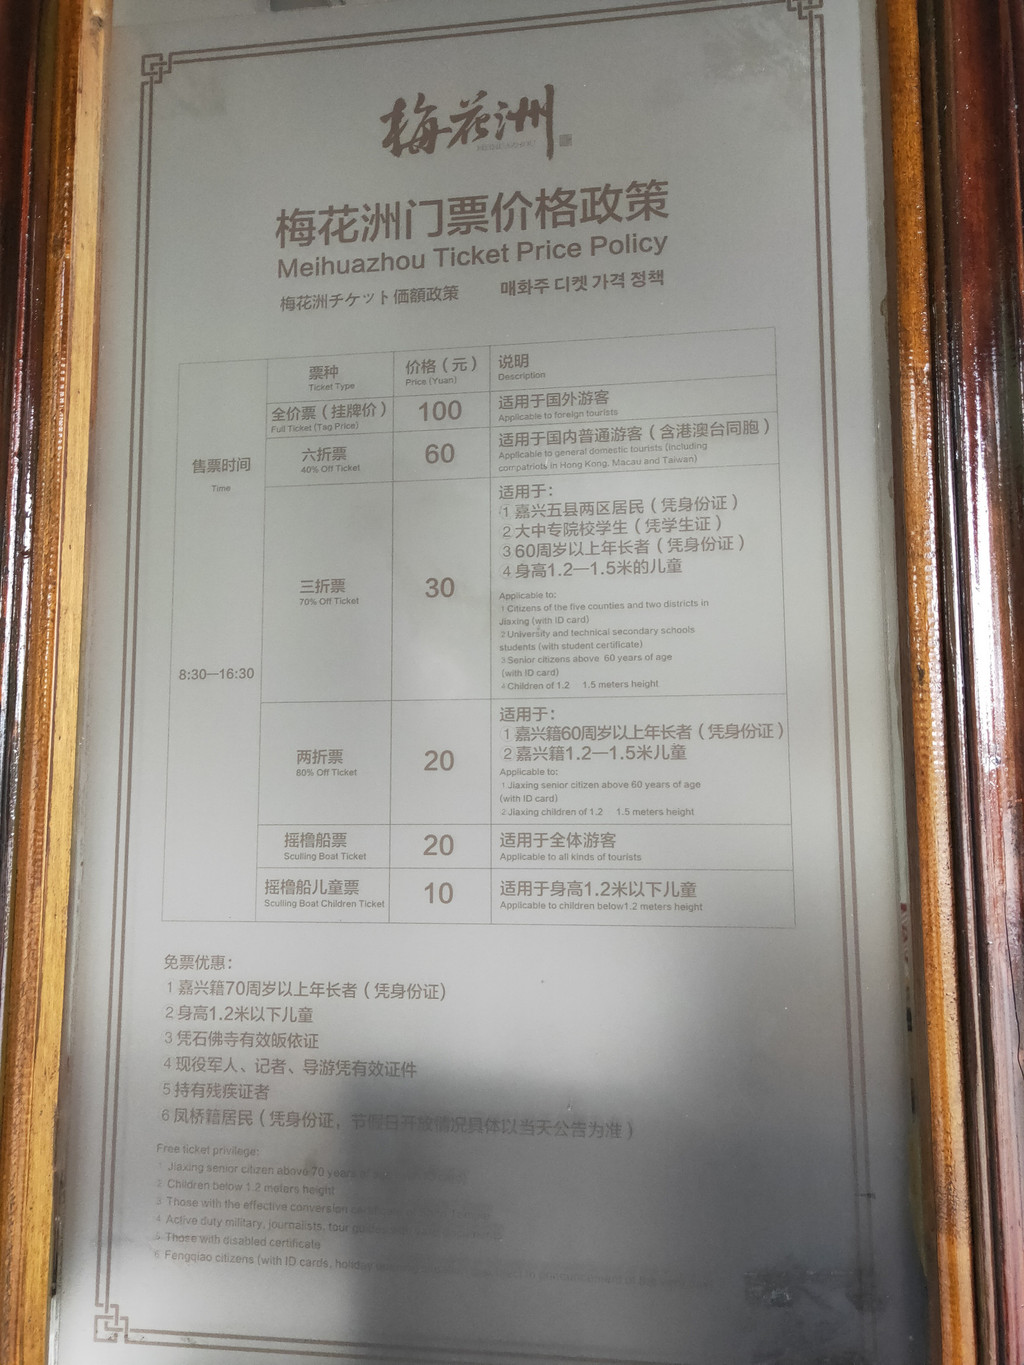 梅花洲
梅花洲门票价格政策
Meihuazhou Ticket Price Policy
梅花洲チケット価額政策 매화주 디켓 가격 정책
售票时间
Time
8:30—16:30
票种 价格（元） 说明
Ticket Type Price (Yuan) Description
全价票（挂牌价） 100 适用于国外游客
Full Ticket (Tag Price) Applicable to foreign tourists
六折票 60 适用于国内普通游客（含港澳台同胞）
40% Off Ticket Applicable to general domestic tourists (including
compatriots in Hong Kong, Macau and Taiwan)
三折票 30
70% Off Ticket
适用于：
1 嘉兴五县两区居民（凭身份证）
2 大中专院校学生（凭学生证）
3 60周岁以上年长者（凭身份证）
4 身高1.2—1.5米的儿童
Applicable to:
1 Citizens of the five counties and two districts in
Jiaxing (with ID card)
2 University and technical secondary schools
students (with student certificate)
3 Senior citizens above 60 years of age
(with ID card)
4 Children of 1.2 1.5 meters height
两折票 20
80% Off Ticket
适用于：
1 嘉兴籍60周岁以上年长者（凭身份证）
2 嘉兴籍1.2—1.5米儿童
Applicable to:
1 Jiaxing senior citizen above 60 years of age
(with ID card)
2 Jiaxing children of 1.2 1.5 meters height
摇橹船票 20 适用于全体游客
Sculling Boat Ticket Applicable to all kinds of tourists
摇橹船儿童票 10 适用于身高1.2米以下儿童
Sculling Boat Children Ticket Applicable to children below1.2 meters height
免票优惠：
1 嘉兴籍70周岁以上年长者（凭身份证)
2 身高1.2米以下儿童
3 凭石佛寺有效皈依证
4 现役军人、记者、导游凭有效证件
5 持有残疾证者
6 凤桥籍居民（凭身份证，节假日开放情况具体以当天公告为准）
Free ticket privilege:
1 Jiaxing senior citizen above 70 years
2 Children below 1.2 meters height
3 Those with the effective conversion
4 Active duty military, journalists, tour
5 Those with disabled certificate
6 Fengqiao citizens (with ID cards,